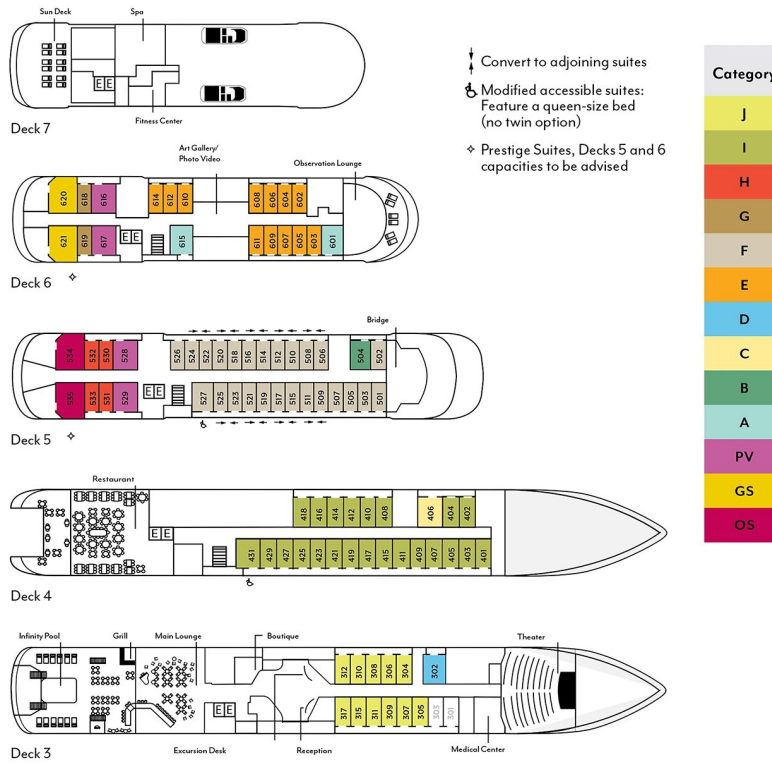 Sun Deck
Spa
Fitness Center
Deck 7
Convert to adjoining suites
Modified accessible suites:
Feature a queen-size bed
(no twin option)
Prestige Suites, Decks 5 and 6
capacities to be advised
Category
J
I
H
G
F
E
D
C
B
A
PV
GS
OS
Art Gallery/
Photo Video
Observation Lounge
620 618 616 614 612 610 608 606 604 602
621 619 617 E E 615 611 609 607 605 603 601
Deck 6
Bridge
534 532 530 528 526 524 522 520 518 516 514 512 510 508 506 504 502
535 533 531 529 E E 527 525 523 521 519 517 515 511 509 507 505 503 501
Deck 5
Restaurant
418 416 414 412 410 408 406 404 402
E E
431 429 427 425 423 421 419 417 415 411 409 407 405 403 401
Deck 4
Infinity Pool
Grill
Main Lounge
Boutique
Theater
312 310 308 306 304 302
E E
317 315 311 309 307 305 303 301
Excursion Desk
Reception
Medical Center
Deck 3